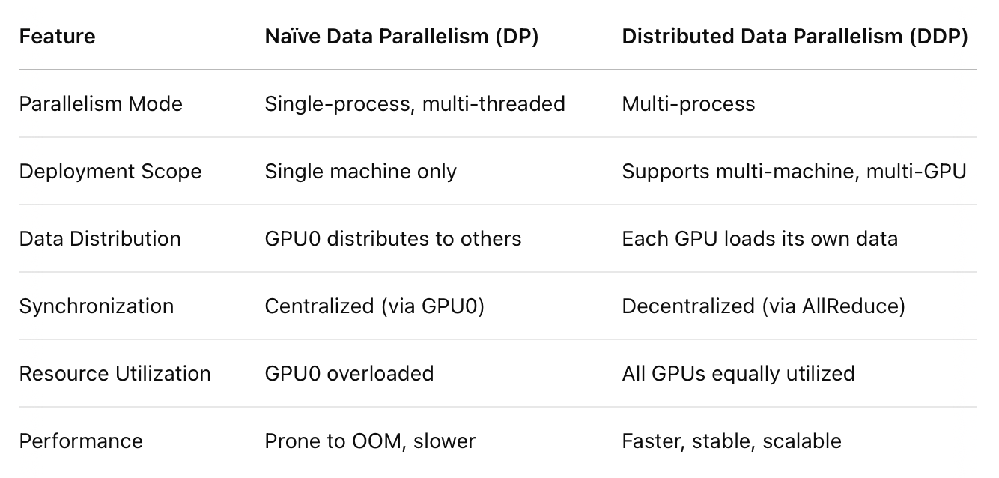 Feature Naïve Data Parallelism (DP) Distributed Data Parallelism (DDP)
Parallelism Mode Single-process, multi-threaded Multi-process
Deployment Scope Single machine only Supports multi-machine, multi-GPU
Data Distribution GPU0 distributes to others Each GPU loads its own data
Synchronization Centralized (via GPU0) Decentralized (via AllReduce)
Resource Utilization GPU0 overloaded All GPUs equally utilized
Performance Prone to OOM, slower Faster, stable, scalable